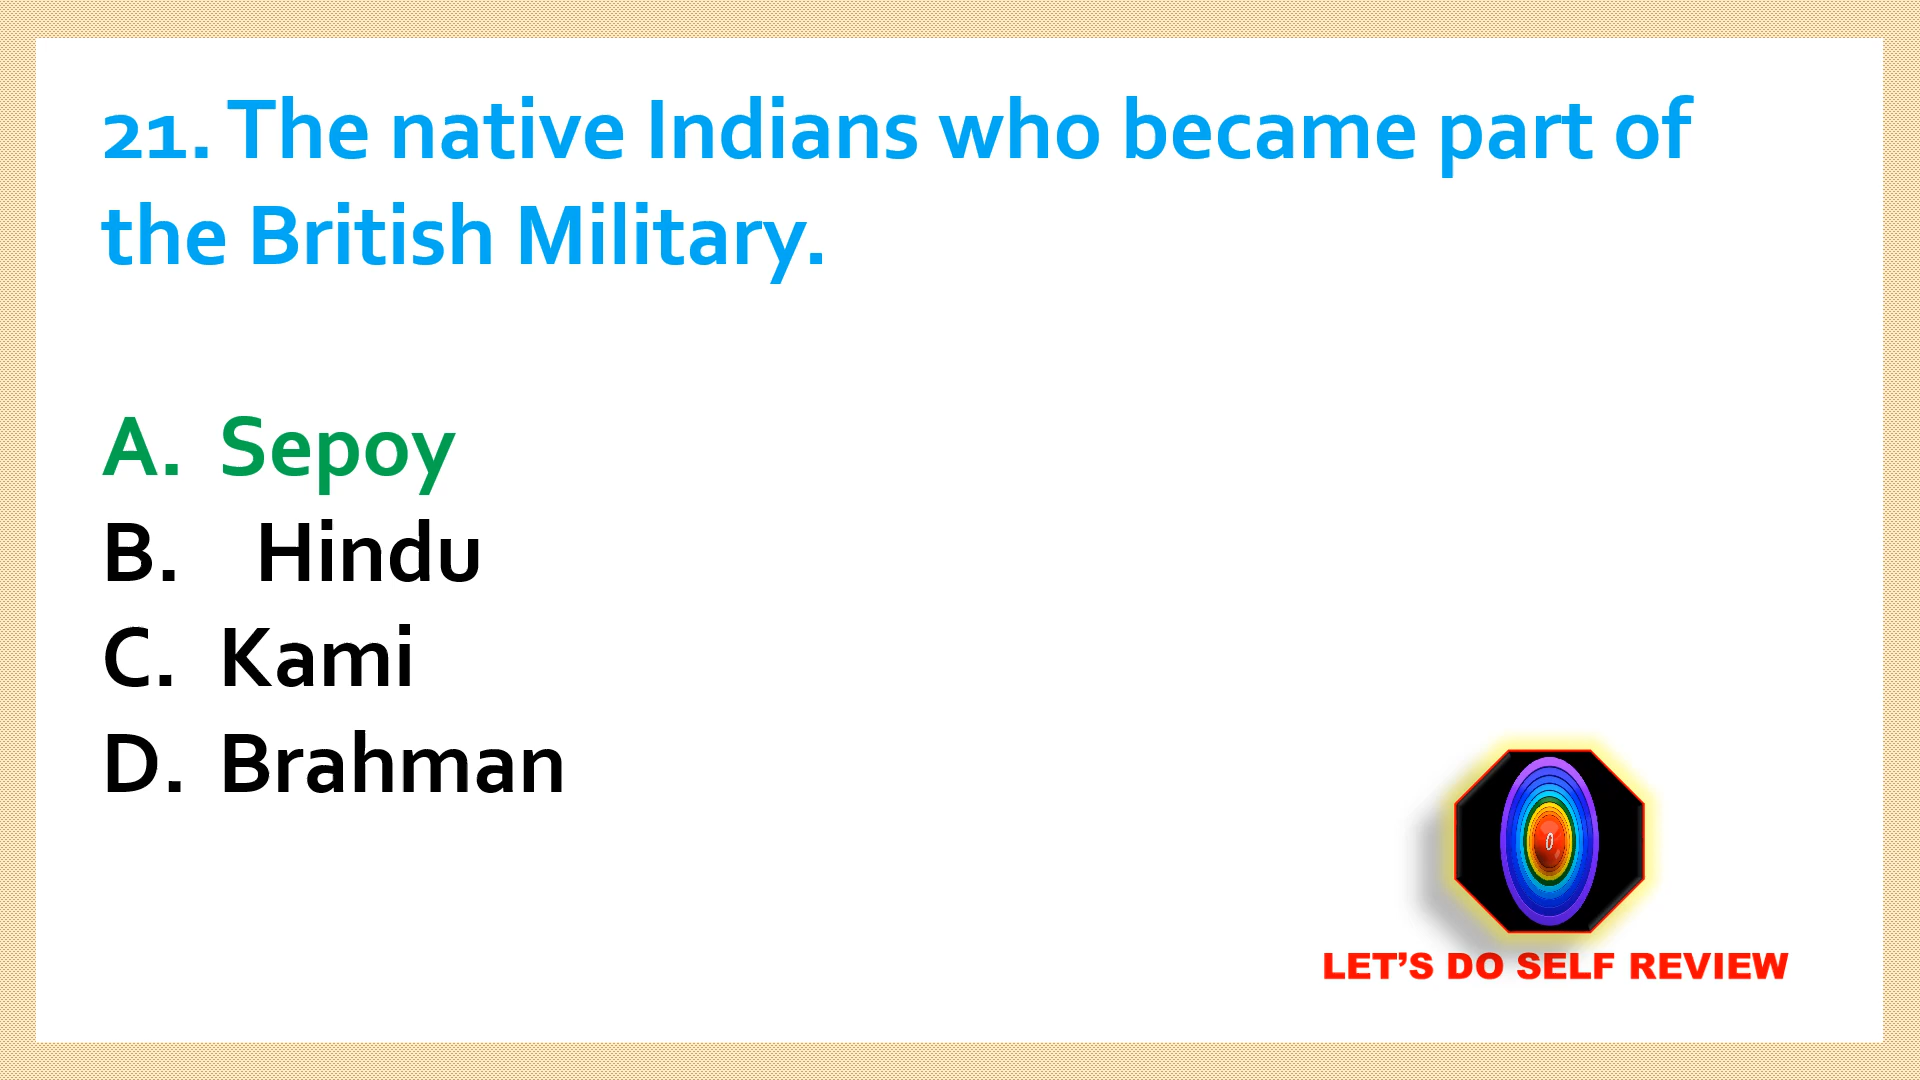 21. The native Indians who became part of
the British Military.
A. Sepoy
B. Hindu
C. Kami
D. Brahman
0
LET’S DO SELF REVIEW